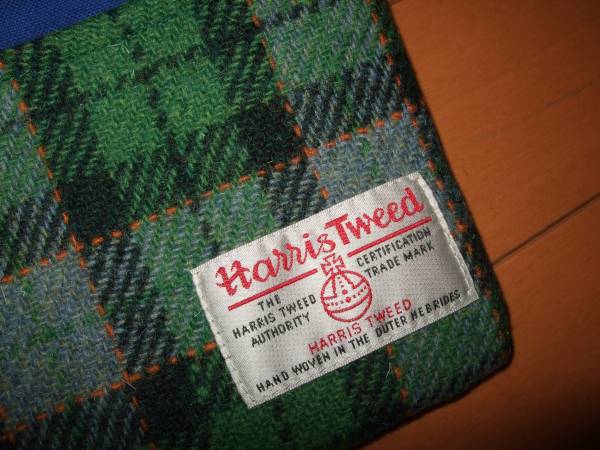 Harris Tweed
THE
HARRIS TWEED
AUTHORITY
CERTIFICATION
TRADE MARK
HARRIS TWEED
HAND WOVEN IN THE OUTER HEBRIDES